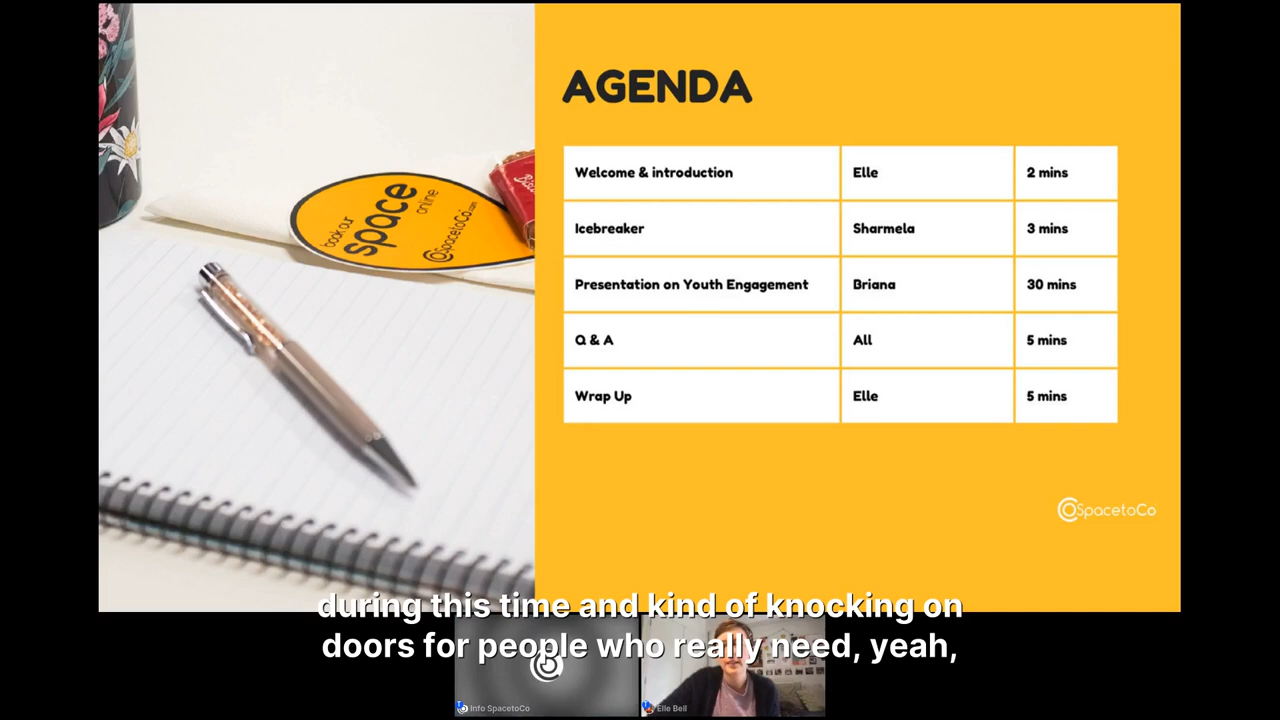 AGENDA
Welcome & introduction Elle 2 mins
Icebreaker Sharmela 3 mins
Presentation on Youth Engagement Briana 30 mins
Q & A All 5 mins
Wrap Up Elle 5 mins
book our
space
online
@SpacetoCo.com
SpacetoCo
during this time and kind of knocking on
doors for people who really need, yeah,
Info SpacetoCo
Elle Bell